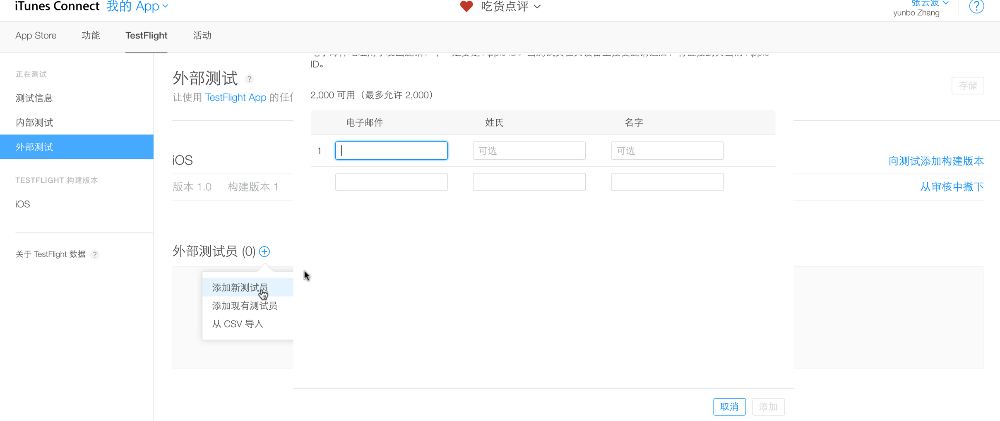 iTunes Connect 我的 App
吃货点评
张云波
yunbo Zhang
?
App Store
功能
TestFlight
活动
正在测试
测试信息
内部测试
外部测试
TESTFLIGHT 构建版本
iOS
关于 TestFlight 数据 ?
外部测试 ?
让使用 TestFlight App 的任
存储
iOS
向测试添加构建版本
版本 1.0 构建版本 1
从审核中撤下
外部测试员 (0)
添加新测试员
添加现有测试员
从 CSV 导入
ID。
2,000 可用（最多允许 2,000）
电子邮件 姓氏 名字
1 可选 可选
取消 添加